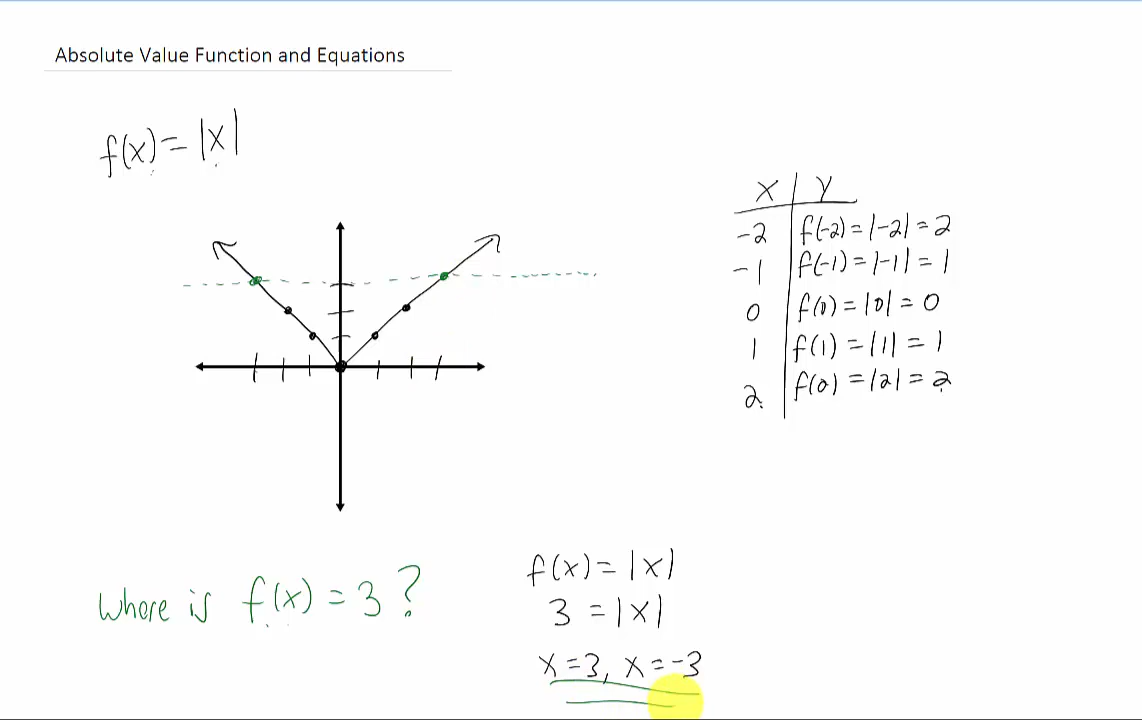 Absolute Value Function and Equations
f(x) = |x|
x | y
-2 | f(-2) = |-2| = 2
-1 | f(-1) = |-1| = 1
0 | f(0) = |0| = 0
1 | f(1) = |1| = 1
2 | f(2) = |2| = 2
Where is f(x) = 3 ?
f(x) = |x|
3 = |x|
x = 3, x = -3